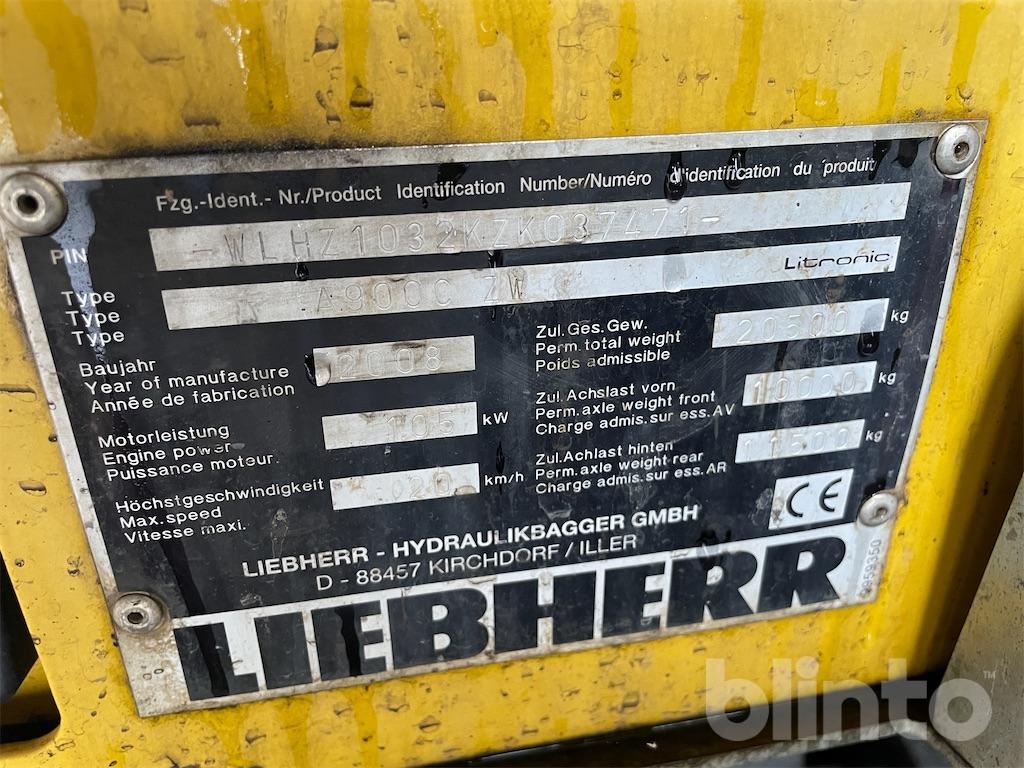 Fzg.-Ident.- Nr./Product Identification Number/Numéro d'identification du produit
PIN -WLHZ1032KZK037471-
Type
Type
Type
A900C ZW Litronic
Baujahr
Year of manufacture
Année de fabrication
2008
Motorleistung
Engine power
Puissance moteur.
105 kW
Höchstgeschwindigkeit
Max.speed
Vitesse maxi.
020 km/h
Zul.Ges.Gew.
Perm.total weight
Poids admissible
20500 kg
Zul.Achslast vorn
Perm.axle weight front
Charge admis.sur ess.AV
10000 kg
Zul.Achlast hinten
Perm.axle weight rear
Charge admis.sur ess.AR
11500 kg
CE
LIEBHERR - HYDRAULIKBAGGER GMBH
D - 88457 KIRCHDORF / ILLER
LIEBHERR
blinto™